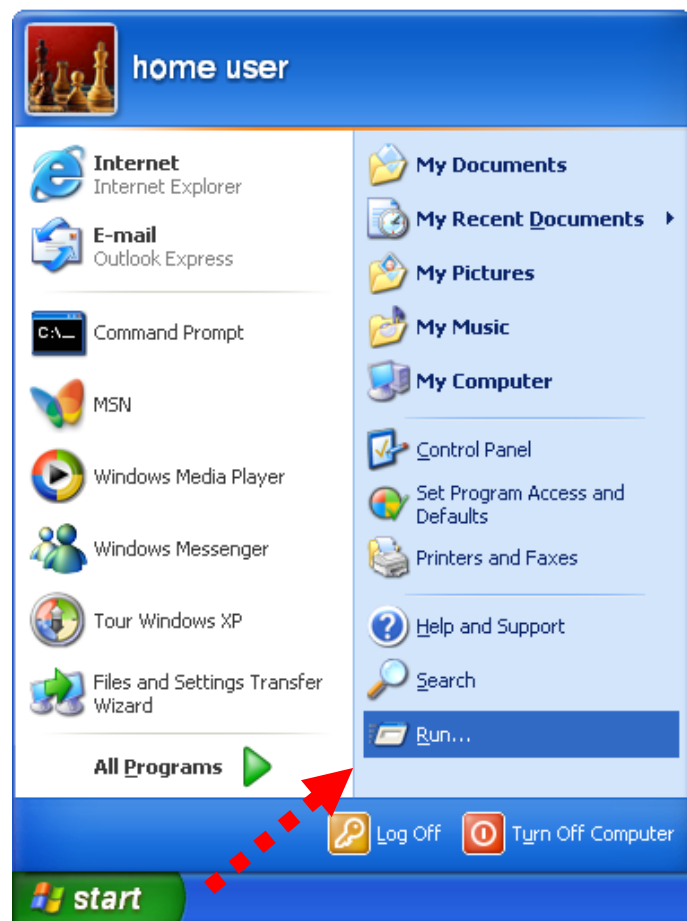 home user
Internet
Internet Explorer
E-mail
Outlook Express
C:\_
Command Prompt
MSN
Windows Media Player
Windows Messenger
Tour Windows XP
Files and Settings Transfer
Wizard
All Programs
My Documents
My Recent Documents
My Pictures
My Music
My Computer
Control Panel
Set Program Access and
Defaults
Printers and Faxes
Help and Support
Search
Run...
Log Off
Turn Off Computer
start